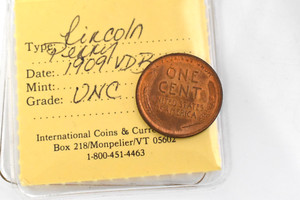 Type: Lincoln
Penny
Date: 1909 VDB
Mint:
Grade: UNC
International Coins & Curre
Box 218/Monpelier/VT 05602
1-800-451-4463
ONE
CENT